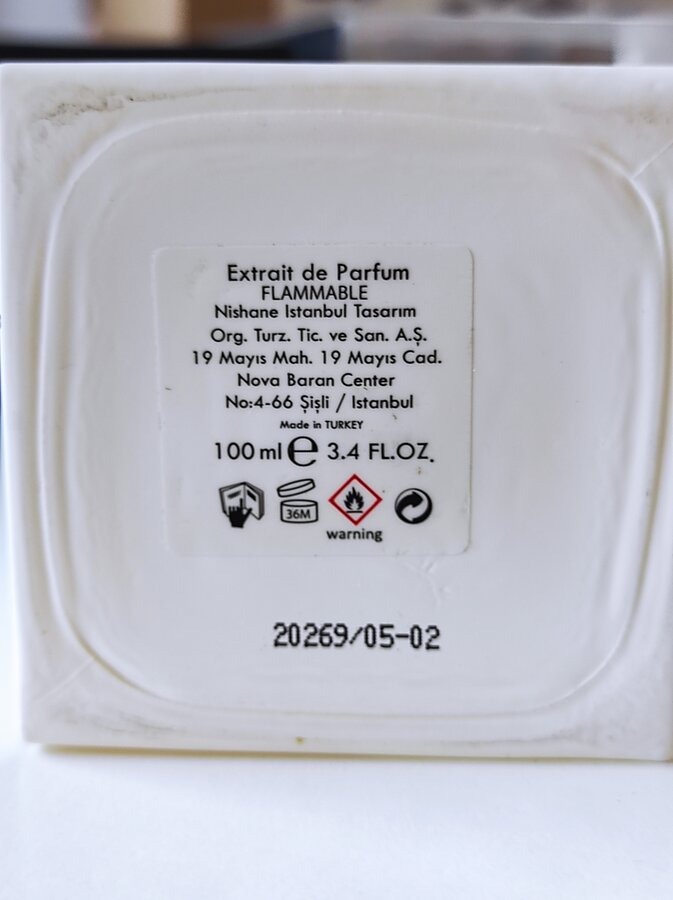 Extrait de Parfum
FLAMMABLE
Nishane Istanbul Tasarım
Org. Turz. Tic. ve San. A.Ş.
19 Mayıs Mah. 19 Mayıs Cad.
Nova Baran Center
No:4-66 Şişli / Istanbul
Made in TURKEY
100 ml e 3.4 FL.OZ.
36M
warning
20269/05-02